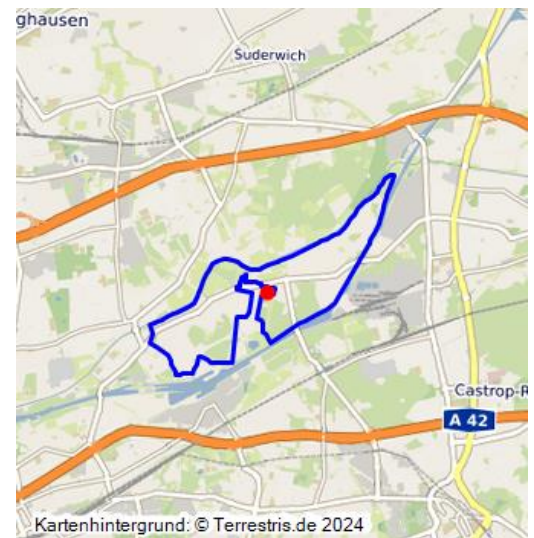 ghausen
Suderwich
Castrop-R
A 42
Kartenhintergrund: © Terrestris.de 2024